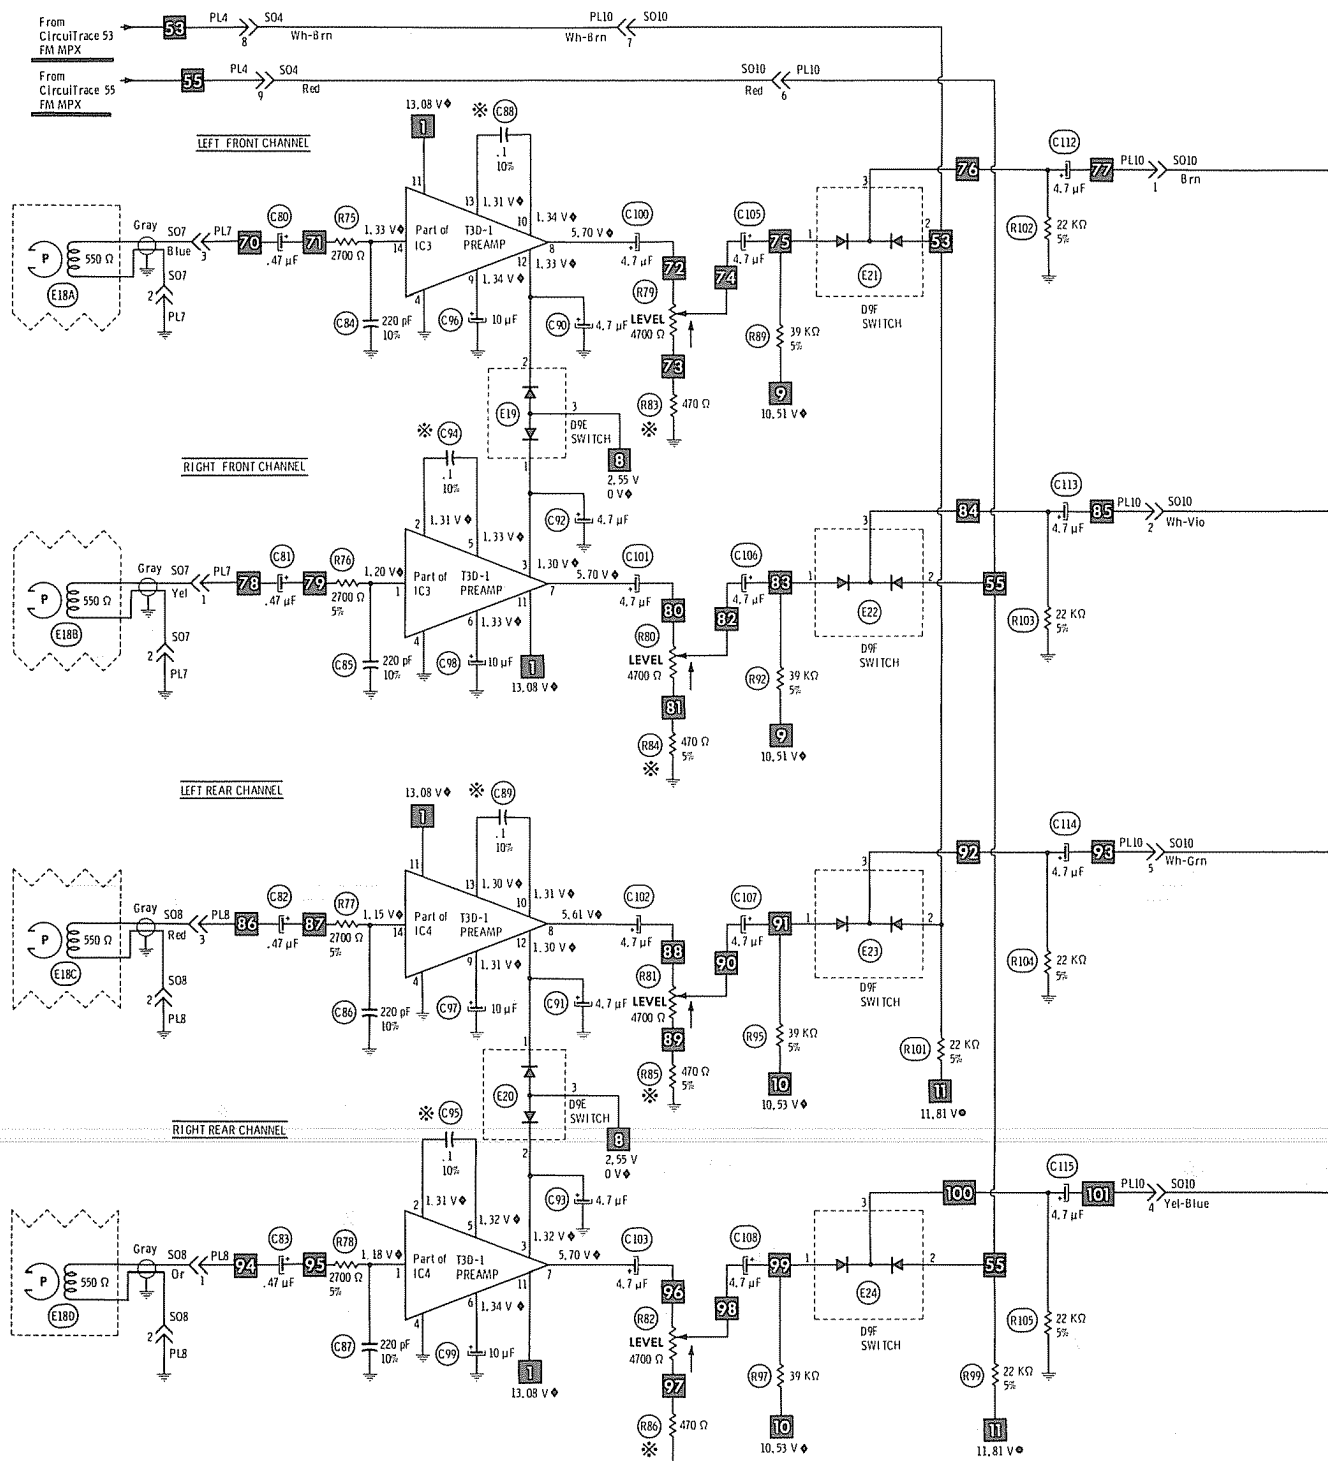 From
CircuiTrace 53
FM MPX
53
PL4
SO4
8
Wh-Brn
PL10
SO10
Wh-Brn
7
From
CircuiTrace 55
FM MPX
55
PL4
SO4
9
Red
SO10
PL10
Red
6
LEFT FRONT CHANNEL
13.08 V◆
1
11
※ C88
.1
10%
13
1.31 V◆
10
1.34 V◆
P
550 Ω
E18A
Gray
SO7
Blue
PL7
3
SO7
2
PL7
70
C80
.47 µF
71
R75
2700 Ω
1.33 V◆
14
Part of
IC3
T3D-1
PREAMP
8
5.70 V◆
12
1.33 V◆
9
1.34 V◆
4
C84
220 pF
10%
C96
10 µF
C90
4.7 µF
C100
4.7 µF
72
R79
LEVEL
4700 Ω
73
R83
470 Ω
※
74
C105
4.7 µF
75
R89
39 KΩ
5%
9
10.51 V◆
1
3
2
E21
D9F
SWITCH
53
76
C112
4.7 µF
77
PL10
SO10
1
Brn
R102
22 KΩ
5%
2
E19
3
D9E
SWITCH
1
8
2.55 V
0 V◆
RIGHT FRONT CHANNEL
※ C94
.1
10%
2
1.31 V◆
5
1.33 V◆
3
1.30 V◆
C92
4.7 µF
P
550 Ω
E18B
Gray
SO7
Yel
PL7
1
SO7
2
PL7
78
C81
.47 µF
79
R76
2700 Ω
5%
1.20 V◆
1
Part of
IC3
T3D-1
PREAMP
7
5.70 V◆
11
6
1.33 V◆
4
C85
220 pF
10%
C98
10 µF
1
13.08 V◆
C101
4.7 µF
80
R80
LEVEL
4700 Ω
81
R84
470 Ω
5%
※
82
C106
4.7 µF
83
R92
39 KΩ
5%
9
10.51 V◆
1
3
2
E22
D9F
SWITCH
55
84
C113
4.7 µF
85
PL10
SO10
2
Wh-Vio
R103
22 KΩ
5%
LEFT REAR CHANNEL
13.08 V◆
1
11
※ C89
.1
10%
13
1.30 V◆
10
1.31 V◆
P
550 Ω
E18C
Gray
SO8
Red
PL8
3
SO8
2
PL8
86
C82
.47 µF
87
R77
2700 Ω
5%
1.15 V◆
14
Part of
IC4
T3D-1
PREAMP
8
5.61 V◆
12
1.30 V◆
9
1.31 V◆
4
C86
220 pF
10%
C97
10 µF
C91
4.7 µF
C102
4.7 µF
88
R81
LEVEL
4700 Ω
89
R85
470 Ω
5%
※
90
C107
4.7 µF
91
R95
39 KΩ
5%
10
10.53 V◆
1
3
2
E23
D9F
SWITCH
R101
22 KΩ
5%
11
11.81 V●
92
C114
4.7 µF
93
PL10
SO10
5
Wh-Grn
R104
22 KΩ
5%
1
E20
3
D9E
SWITCH
2
8
2.55 V
0 V◆
RIGHT REAR CHANNEL
※ C95
.1
10%
2
1.31 V◆
5
1.32 V◆
3
1.32 V◆
C93
4.7 µF
P
550 Ω
E18D
Gray
SO8
Or
PL8
1
SO8
2
PL8
94
C83
.47 µF
95
R78
2700 Ω
5%
1.18 V◆
1
Part of
IC4
T3D-1
PREAMP
7
5.70 V◆
11
6
1.34 V◆
4
C87
220 pF
10%
C99
10 µF
1
13.08 V◆
C103
4.7 µF
96
R82
LEVEL
4700 Ω
97
R86
470 Ω
※
98
C108
4.7 µF
99
R97
39 KΩ
10
10.53 V◆
1
3
2
E24
D9F
SWITCH
55
R99
22 KΩ
5%
11
11.81 V●
100
C115
4.7 µF
101
PL10
SO10
4
Yel-Blue
R105
22 KΩ
5%